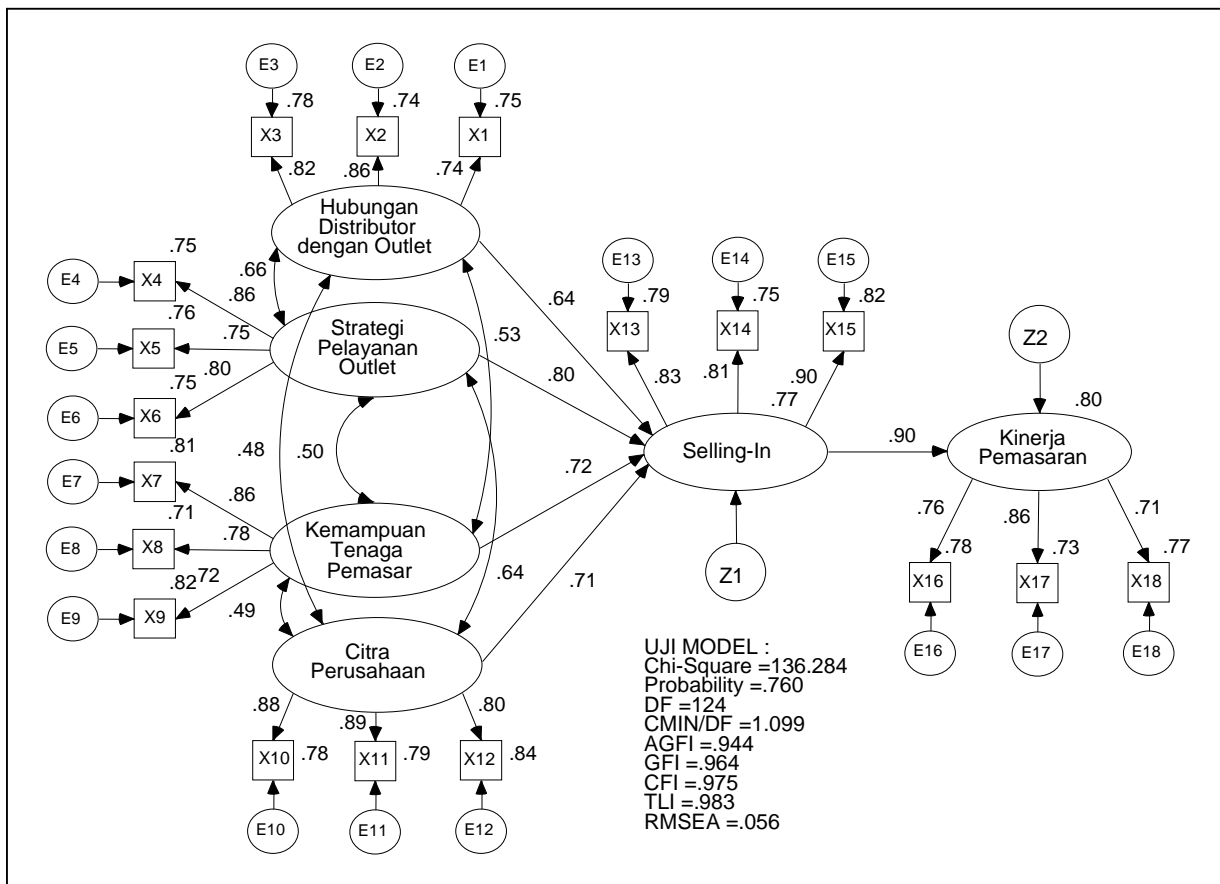 E3
E2
E1
.78
.74
.75
X3
X2
X1
.82
.86
.74
Hubungan
Distributor
dengan Outlet
.75
E4
X4
.66
.86
.76
E5
X5
.75
Strategi
Pelayanan
Outlet
.80
.75
E6
X6
.81
.48
.50
.53
.64
.80
.72
.71
E7
X7
.86
.71
E8
X8
.78
Kemampuan
Tenaga
Pemasar
.82
.72
E9
X9
.49
.64
Citra
Perusahaan
.88
.89
.80
X10
.78
X11
.79
X12
.84
E10
E11
E12
E13
E14
E15
.79
.75
.82
X13
X14
X15
.83
.81
.90
.77
Selling-In
Z1
.90
Z2
.80
Kinerja
Pemasaran
.76
.86
.71
.78
.73
.77
X16
X17
X18
E16
E17
E18
UJI MODEL :
Chi-Square =136.284
Probability =.760
DF =124
CMIN/DF =1.099
AGFI =.944
GFI =.964
CFI =.975
TLI =.983
RMSEA =.056